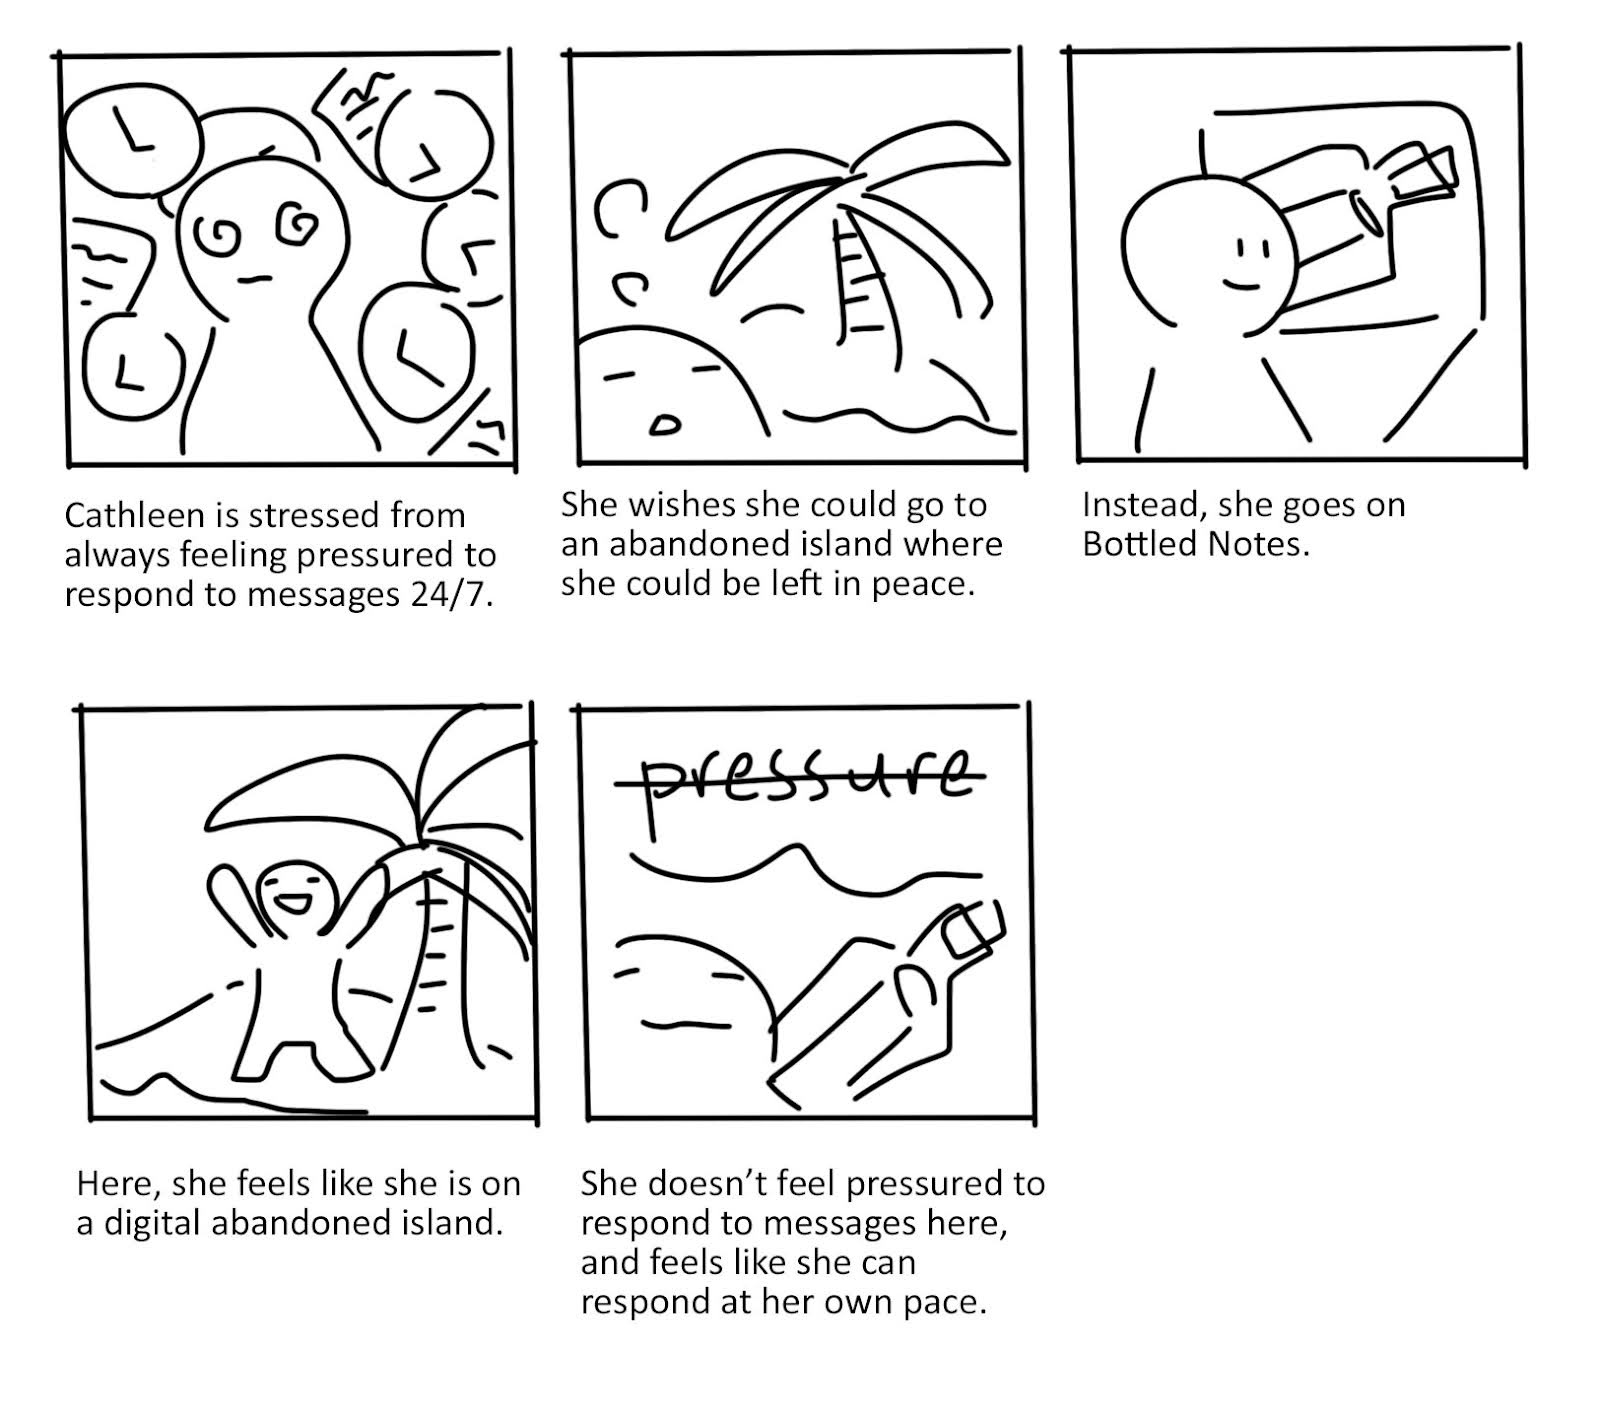 Cathleen is stressed from
always feeling pressured to
respond to messages 24/7.
She wishes she could go to
an abandoned island where
she could be left in peace.
Instead, she goes on
Bottled Notes.
pressure
Here, she feels like she is on
a digital abandoned island.
She doesn’t feel pressured to
respond to messages here,
and feels like she can
respond at her own pace.